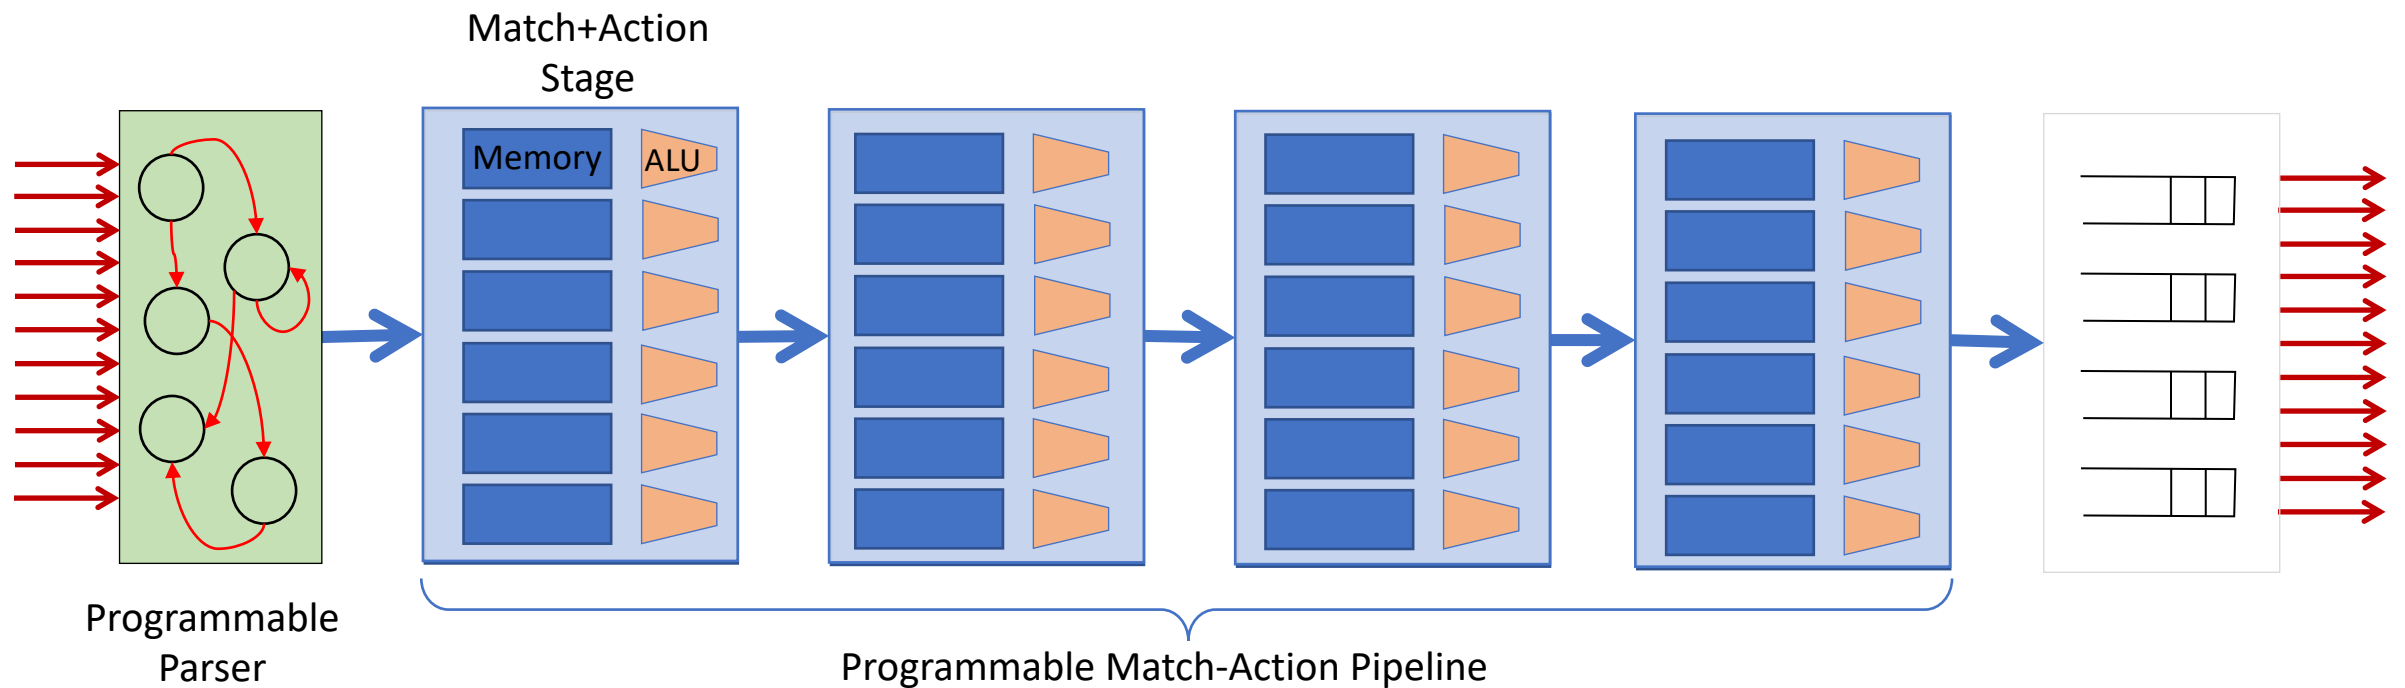 Match+Action
Stage
Memory
ALU
Programmable
Parser
Programmable Match-Action Pipeline